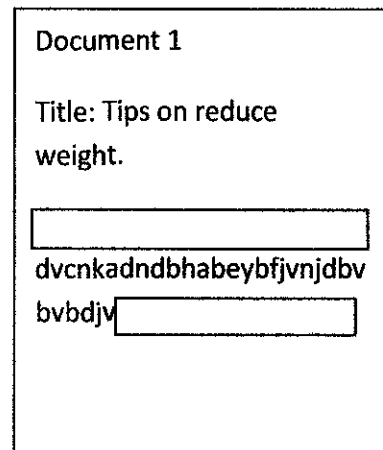 Document 1
Title: Tips on reduce
weight.
dvcnkadndbhabeybfjvnjdbv
bvbdjv